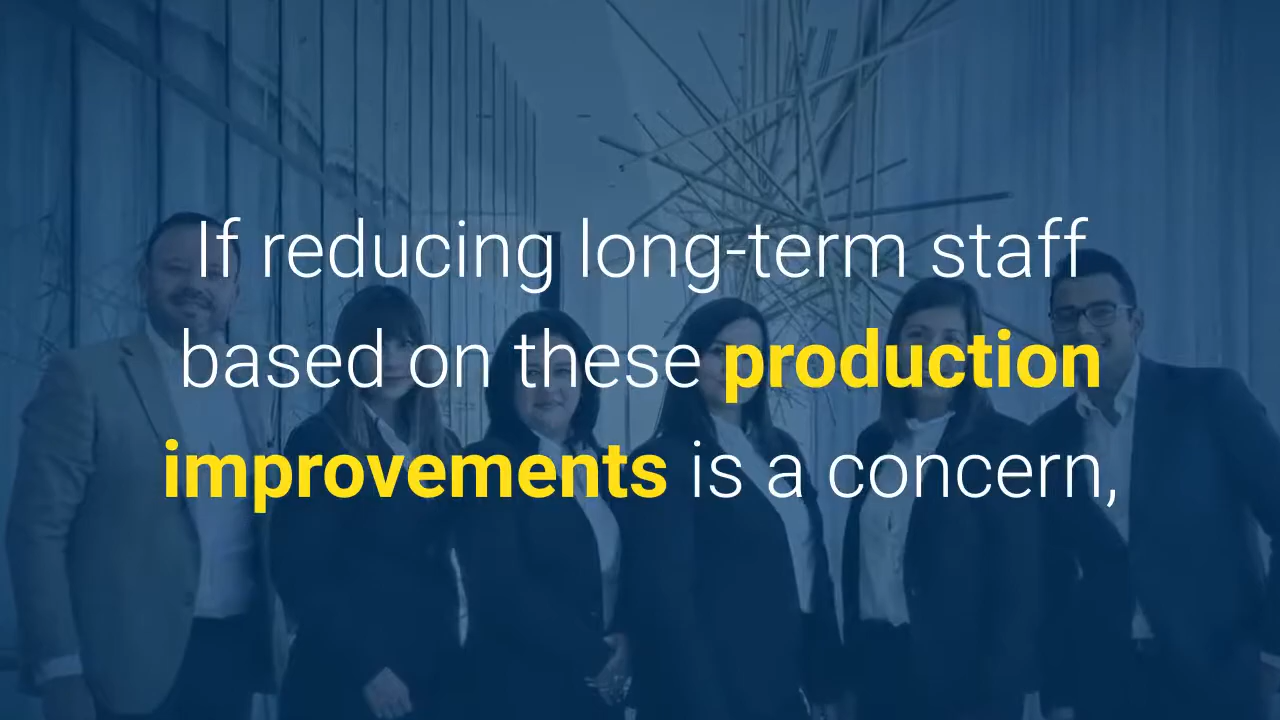 If reducing long-term staff
based on these production
improvements is a concern,